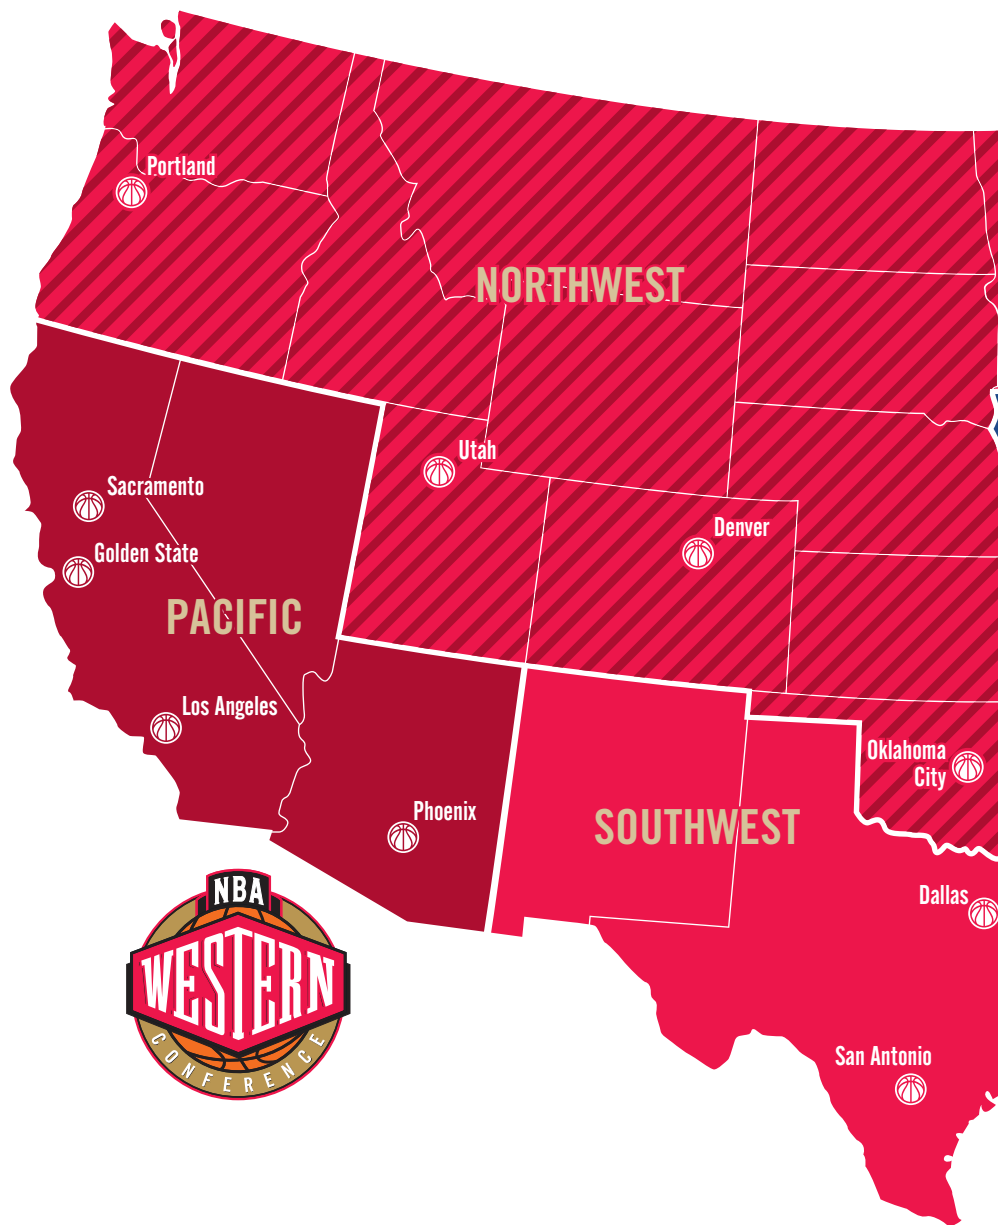 Portland
NORTHWEST
Utah
Sacramento
Denver
Golden State
PACIFIC
Los Angeles
Oklahoma
City
Phoenix
SOUTHWEST
Dallas
NBA
WESTERN
CONFERENCE
San Antonio